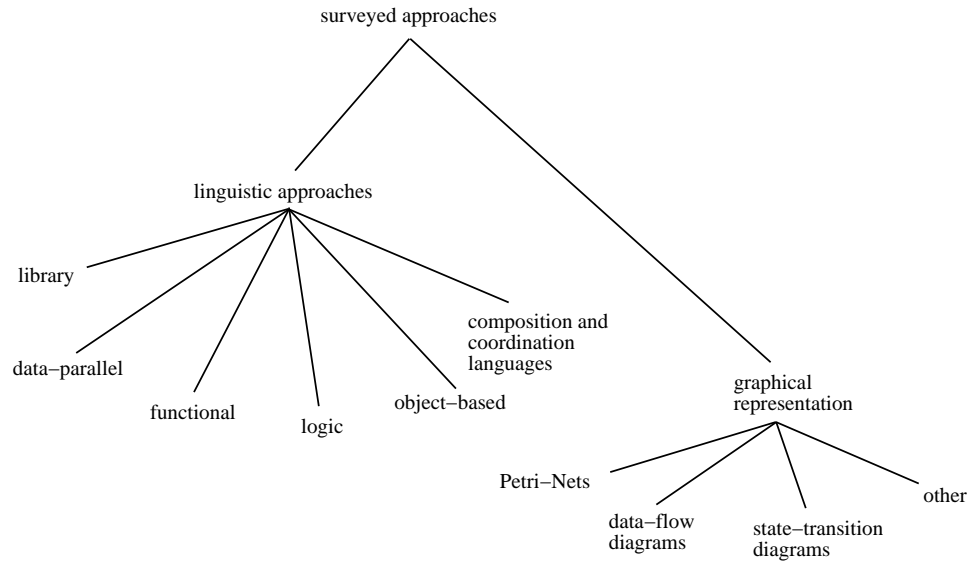 surveyed approaches
linguistic approaches
library
data−parallel
functional
logic
object−based
composition and
coordination
languages
graphical
representation
Petri−Nets
data−flow
diagrams
state−transition
diagrams
other